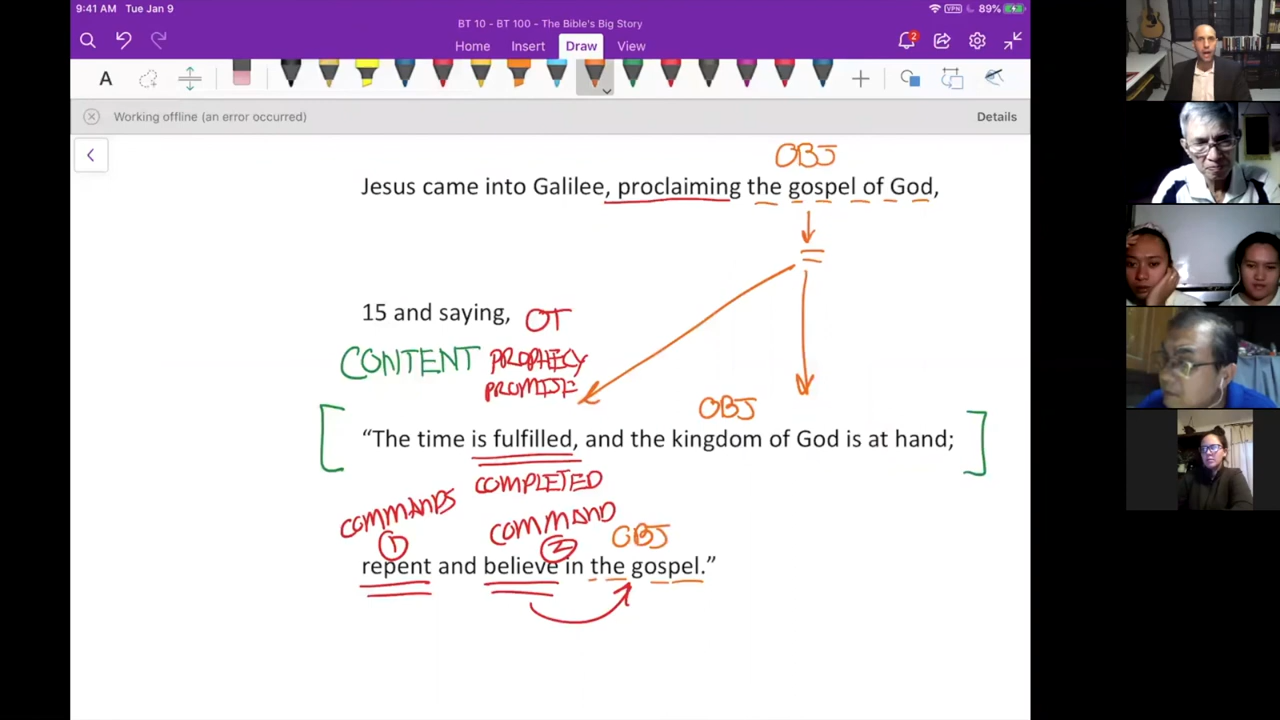 9:41 AM Tue Jan 9
VPN 89%
BT 10 - BT 100 - The Bible's Big Story
Home Insert Draw View
2
A
Working offline (an error occurred) Details
OBJ
Jesus came into Galilee, proclaiming the gospel of God,
=
15 and saying, OT
CONTENT PROPHECY
PROMISE
OBJ
“The time is fulfilled, and the kingdom of God is at hand;
COMPLETED
COMMANDS COMMAND OBJ
1 2
repent and believe in the gospel.”